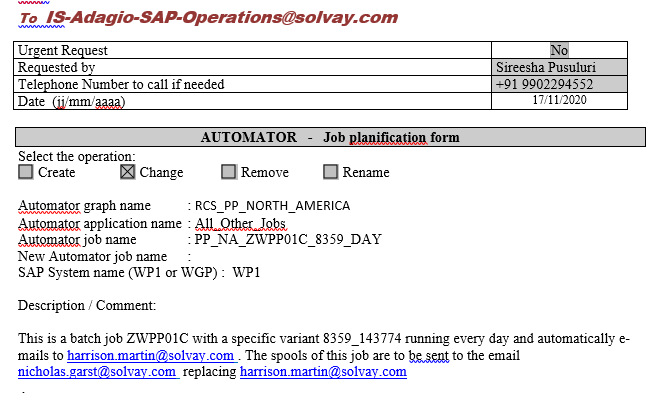 To IS-Adagio-SAP-Operations@solvay.com
Urgent Request No
Requested by Sireesha Pusuluri
Telephone Number to call if needed +91 9902294552
Date (jj/mm/aaaa) 17/11/2020
AUTOMATOR - Job planification form
Select the operation:
Create Change Remove Rename
Automator graph name : RCS_PP_NORTH_AMERICA
Automator application name : All_Other_Jobs
Automator job name : PP_NA_ZWPP01C_8359_DAY
New Automator job name :
SAP System name (WP1 or WGP) : WP1
Description / Comment:
This is a batch job ZWPP01C with a specific variant 8359_143774 running every day and automatically e-
mails to harrison.martin@solvay.com . The spools of this job are to be sent to the email
nicholas.garst@solvay.com replacing harrison.martin@solvay.com